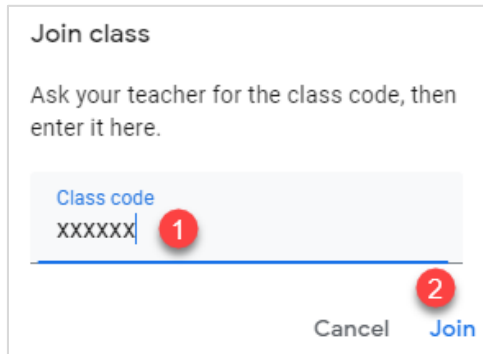 Join class
Ask your teacher for the class code, then
enter it here.
Class code
xxxxxx 1
2
Cancel Join